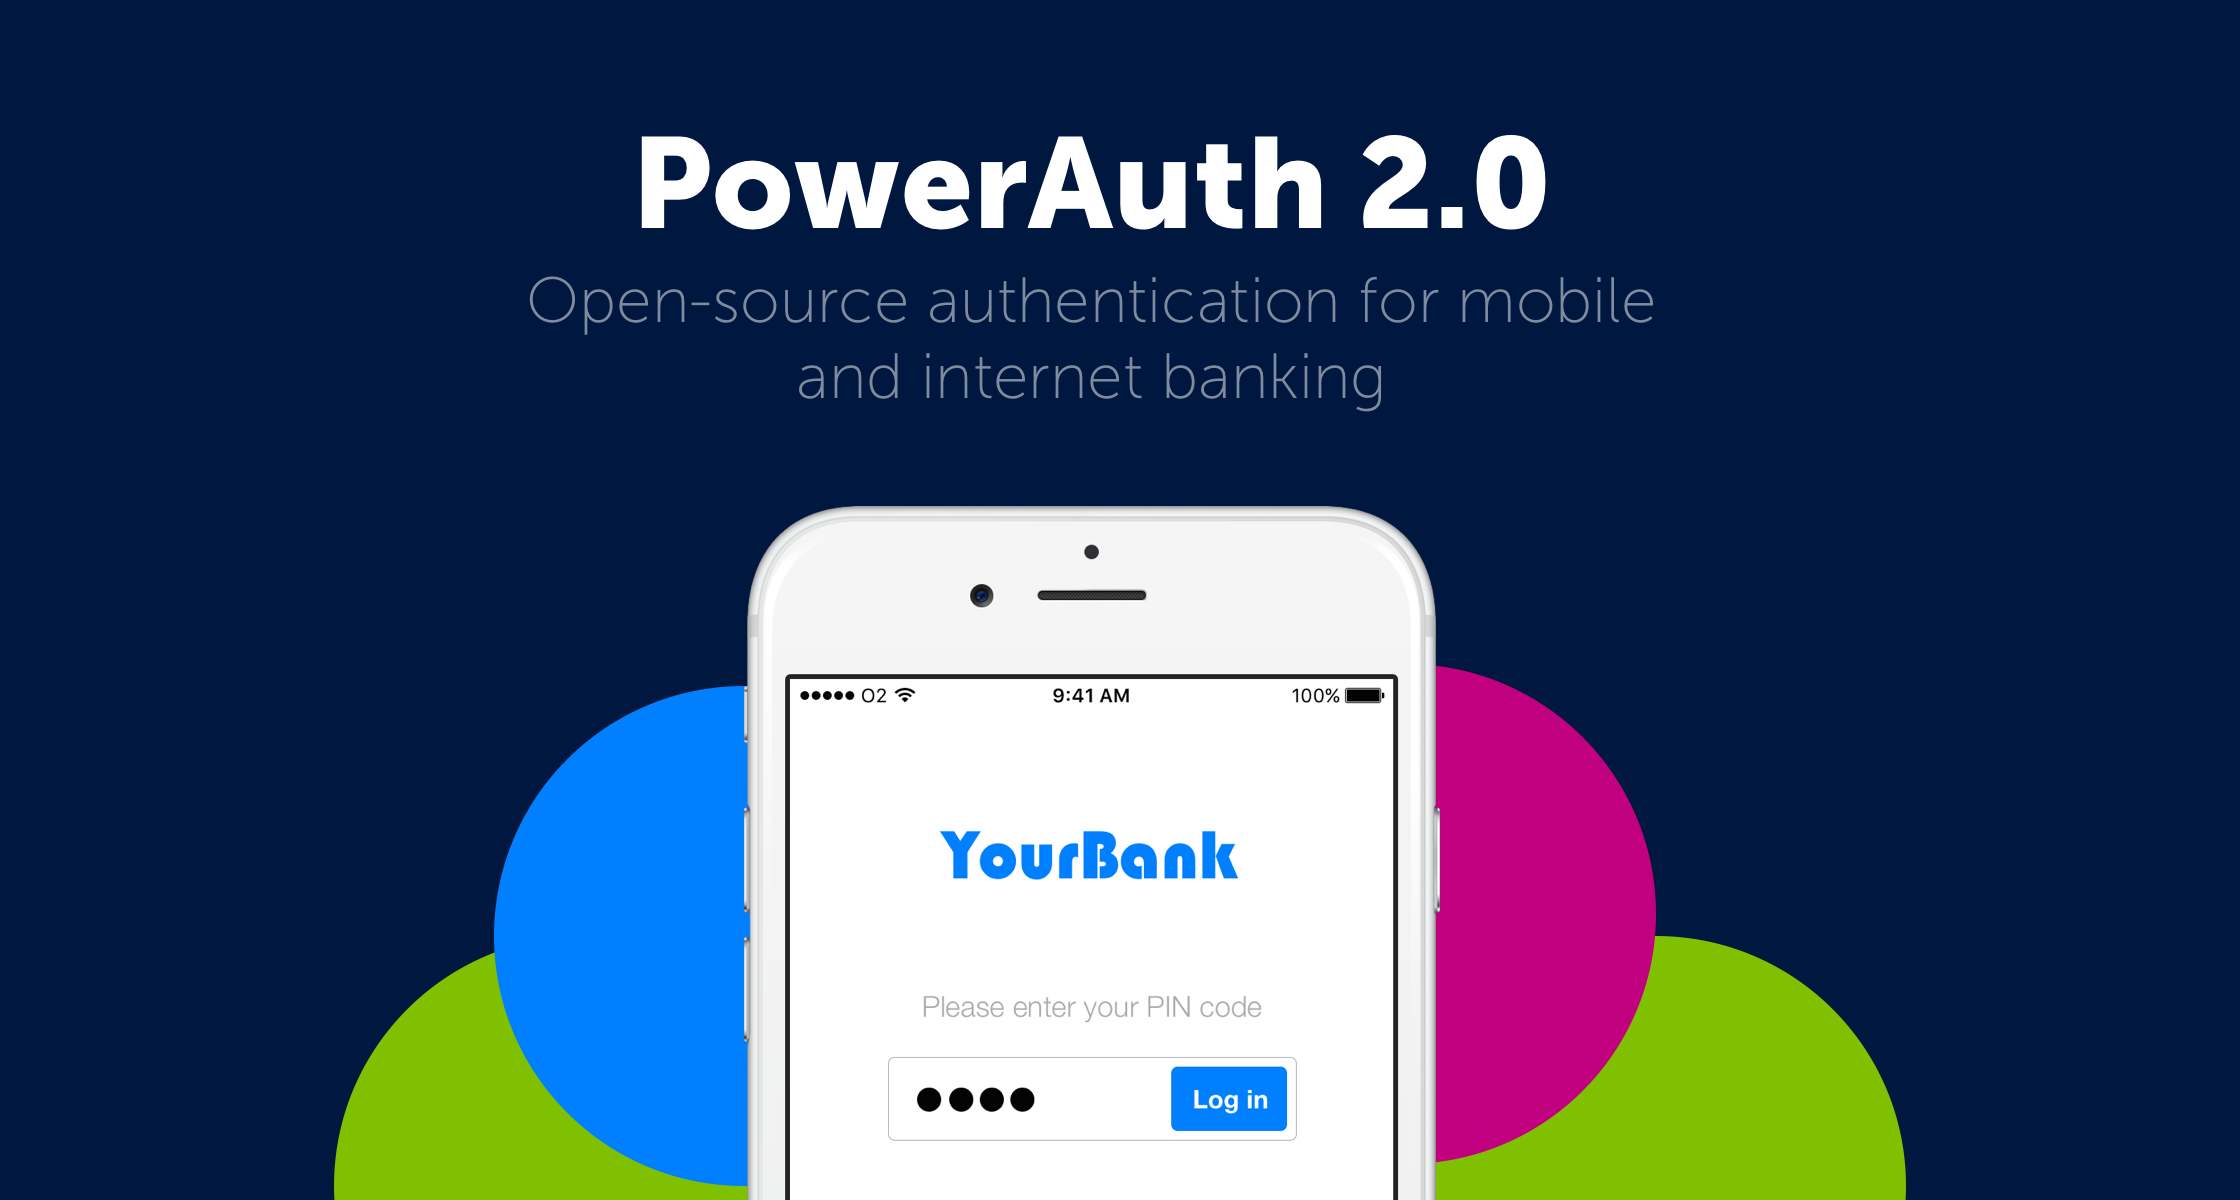 PowerAuth 2.0
Open-source authentication for mobile
and internet banking
O2 9:41 AM 100%
YourBank
Please enter your PIN code
Log in